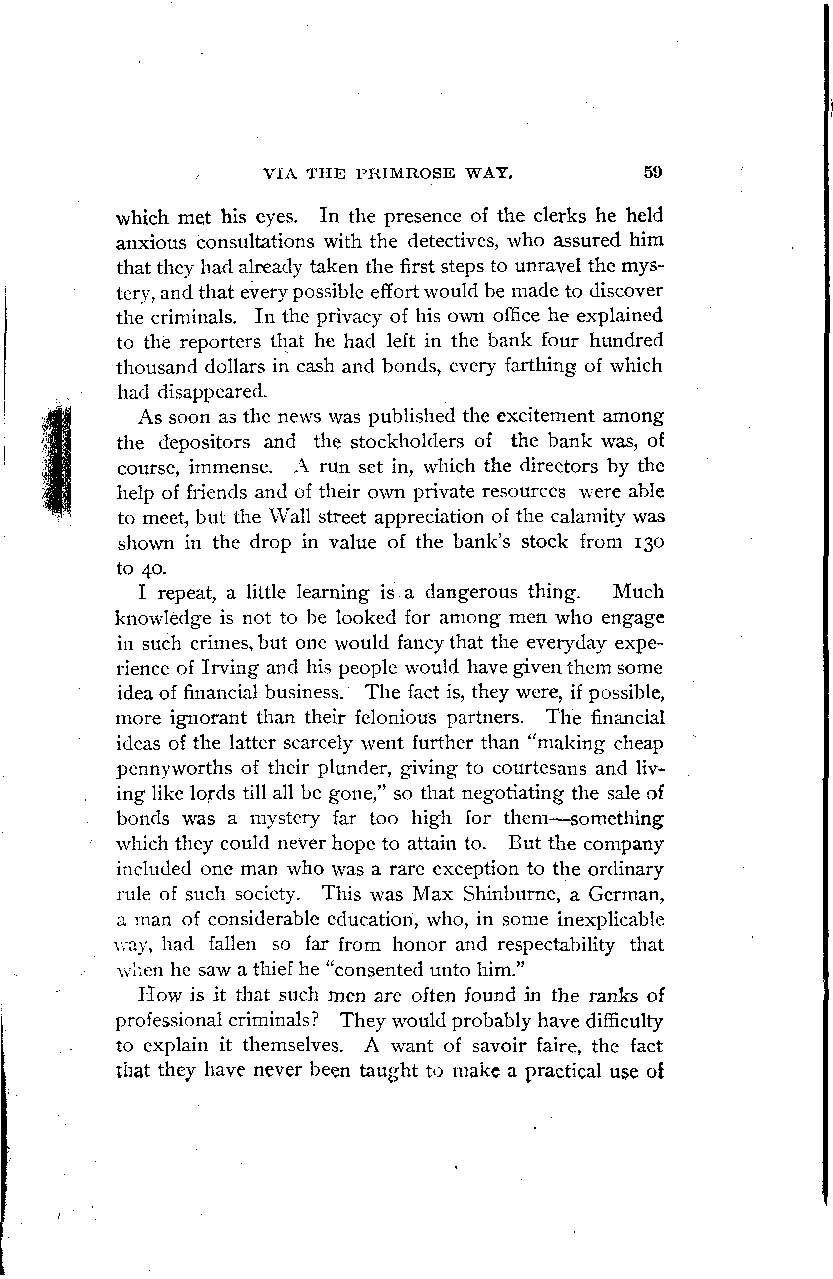 VIA THE PRIMROSE WAY. 59
which met his eyes. In the presence of the clerks he held
anxious consultations with the detectives, who assured him
that they had already taken the first steps to unravel the mys-
tery, and that every possible effort would be made to discover
the criminals. In the privacy of his own office he explained
to the reporters that he had left in the bank four hundred
thousand dollars in cash and bonds, every farthing of which
had disappeared.
As soon as the news was published the excitement among
the depositors and the stockholders of the bank was, of
course, immense. A run set in, which the directors by the
help of friends and of their own private resources were able
to meet, but the Wall street appreciation of the calamity was
shown in the drop in value of the bank's stock from 130
to 40.
I repeat, a little learning is a dangerous thing. Much
knowledge is not to be looked for among men who engage
in such crimes, but one would fancy that the everyday expe-
rience of Irving and his people would have given them some
idea of financial business. The fact is, they were, if possible,
more ignorant than their felonious partners. The financial
ideas of the latter scarcely went further than "making cheap
pennyworths of their plunder, giving to courtesans and liv-
ing like lords till all be gone," so that negotiating the sale of
bonds was a mystery far too high for them—something
which they could never hope to attain to. But the company
included one man who was a rare exception to the ordinary
rule of such society. This was Max Shinburne, a German,
a man of considerable education, who, in some inexplicable
way, had fallen so far from honor and respectability that
when he saw a thief he "consented unto him."
How is it that such men are often found in the ranks of
professional criminals? They would probably have difficulty
to explain it themselves. A want of savoir faire, the fact
that they have never been taught to make a practical use of